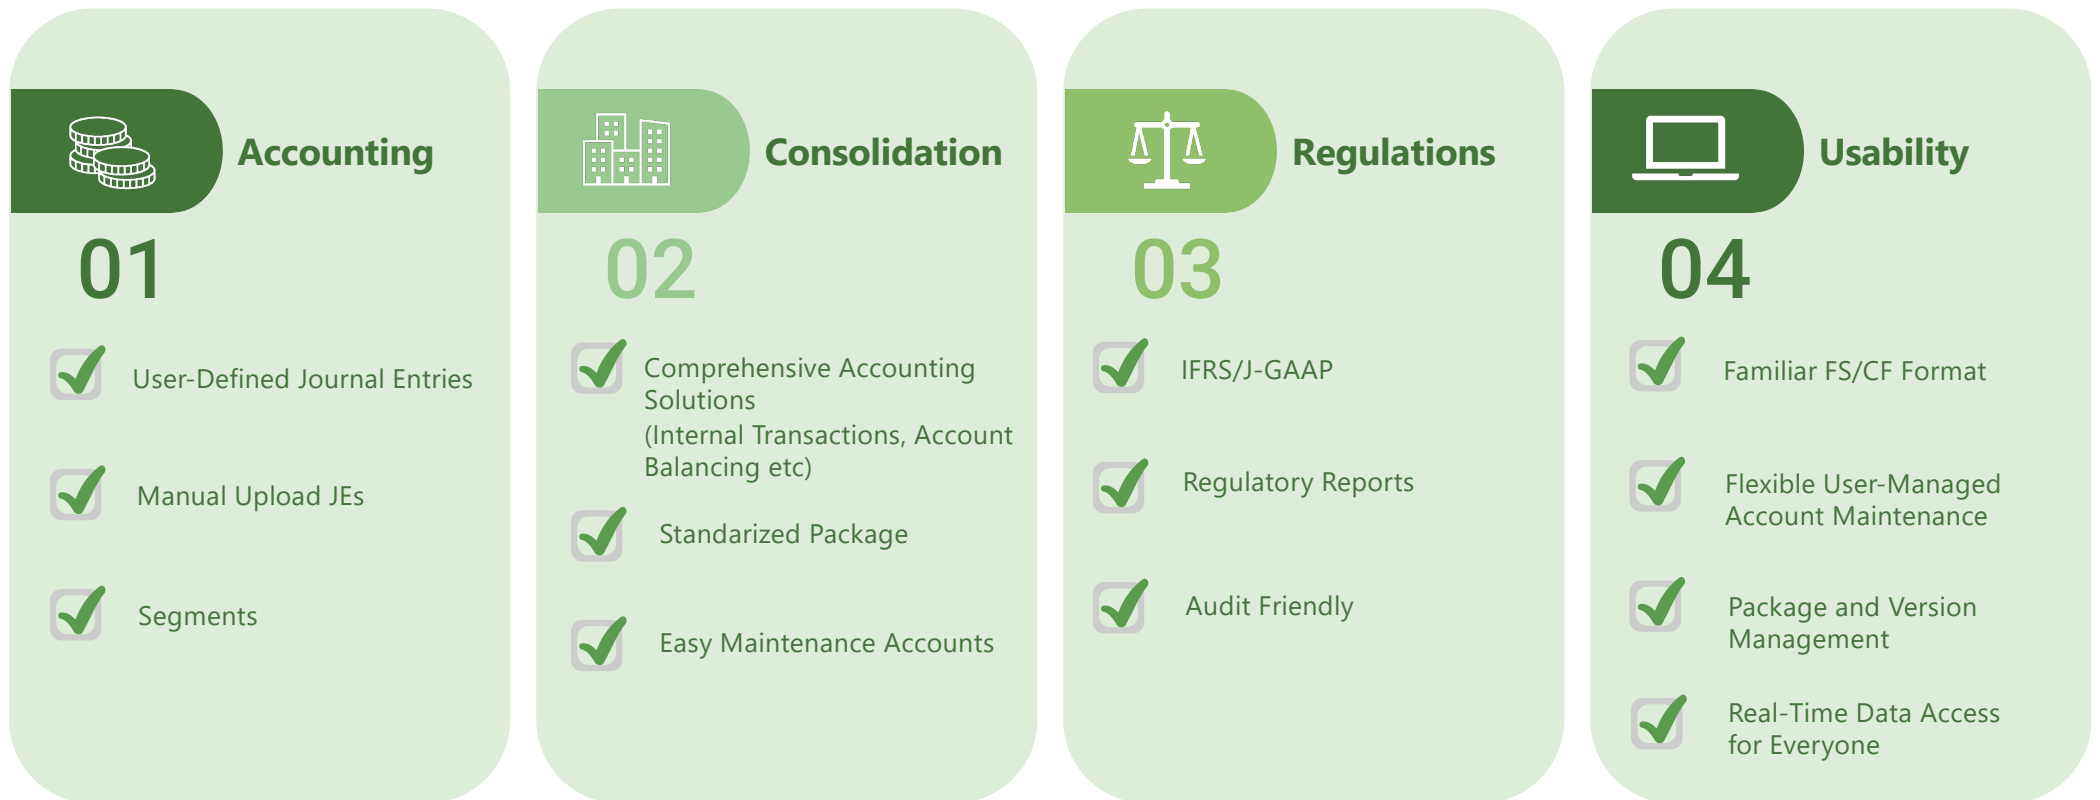 Accounting
01
User-Defined Journal Entries
Manual Upload JEs
Segments
Consolidation
02
Comprehensive Accounting
Solutions
(Internal Transactions, Account
Balancing etc)
Standarized Package
Easy Maintenance Accounts
Regulations
03
IFRS/J-GAAP
Regulatory Reports
Audit Friendly
Usability
04
Familiar FS/CF Format
Flexible User-Managed
Account Maintenance
Package and Version
Management
Real-Time Data Access
for Everyone